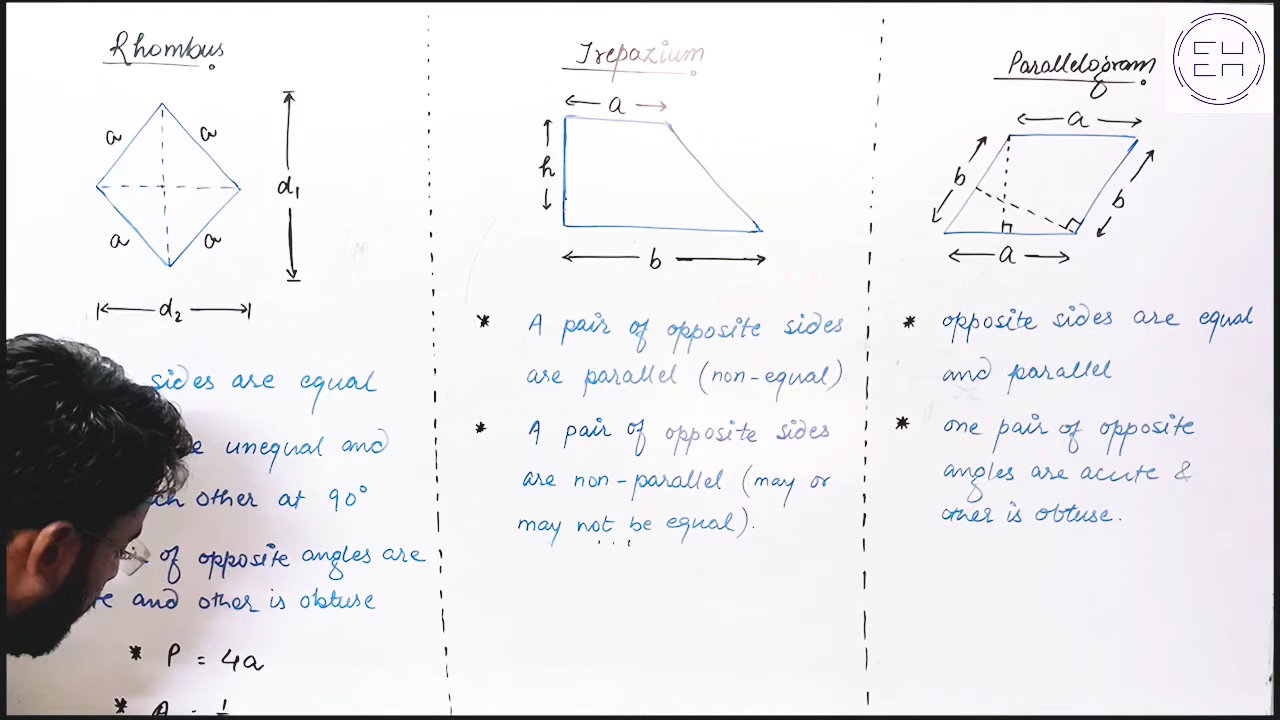 Rhombus
a
a
a
a
d1
d2
sides are equal
unequal and
other at 90°
of opposite angles are
and other is obtuse
* P = 4a
Trepazium
a
h
b
* A pair of opposite sides
are parallel (non-equal)
* A pair of opposite sides
are non-parallel (may or
may not be equal).
Parallelogram
a
b
b
a
* opposite sides are equal
and parallel
* one pair of opposite
angles are acute &
other is obtuse.